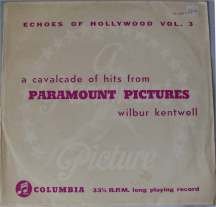 ECHOES OF HOLLYWOOD VOL. 3
a cavalcade of hits from
PARAMOUNT PICTURES
wilbur kentwell
Picture
COLUMBIA 33⅓ R.P.M. long playing record